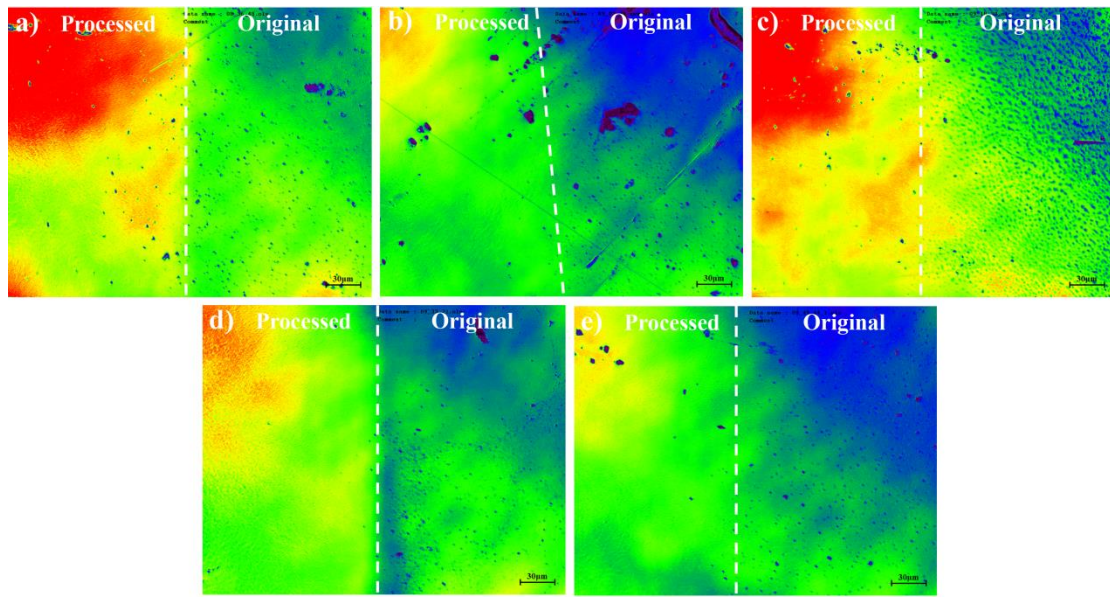 a) Processed Original
30μm
b) Processed Original
30μm
c) Processed Original
30μm
d) Processed Original
30μm
e) Processed Original
30μm